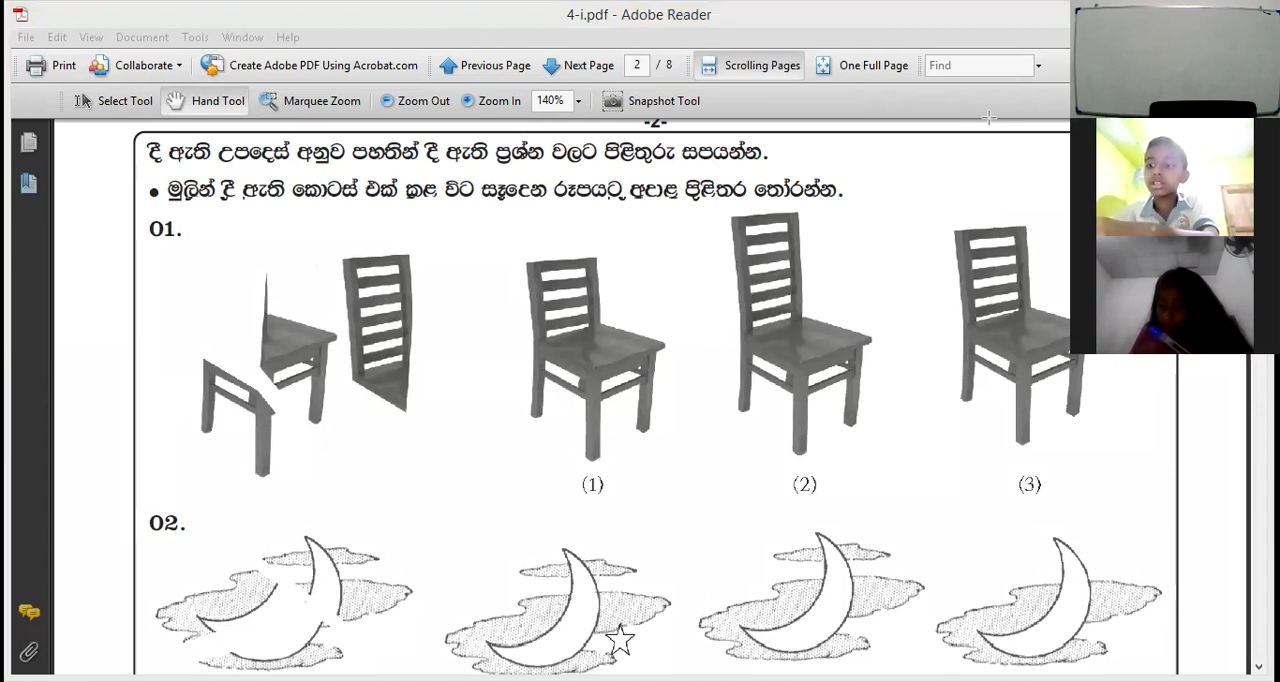 4-i.pdf - Adobe Reader
File Edit View Document Tools Window Help
Print Collaborate Create Adobe PDF Using Acrobat.com Previous Page Next Page 2 / 8 Scrolling Pages One Full Page Find
Select Tool Hand Tool Marquee Zoom Zoom Out Zoom In 140% Snapshot Tool
-2-
දී ඇති උපදෙස් අනුව පහතින් දී ඇති ප්‍රශ්න වලට පිළිතුරු සපයන්න.
• මුලින් දී ඇති කොටස් එක් කළ විට සෑදෙන රූපයට අදාළ පිළිතර තෝරන්න.
01.
(1) (2) (3)
02.